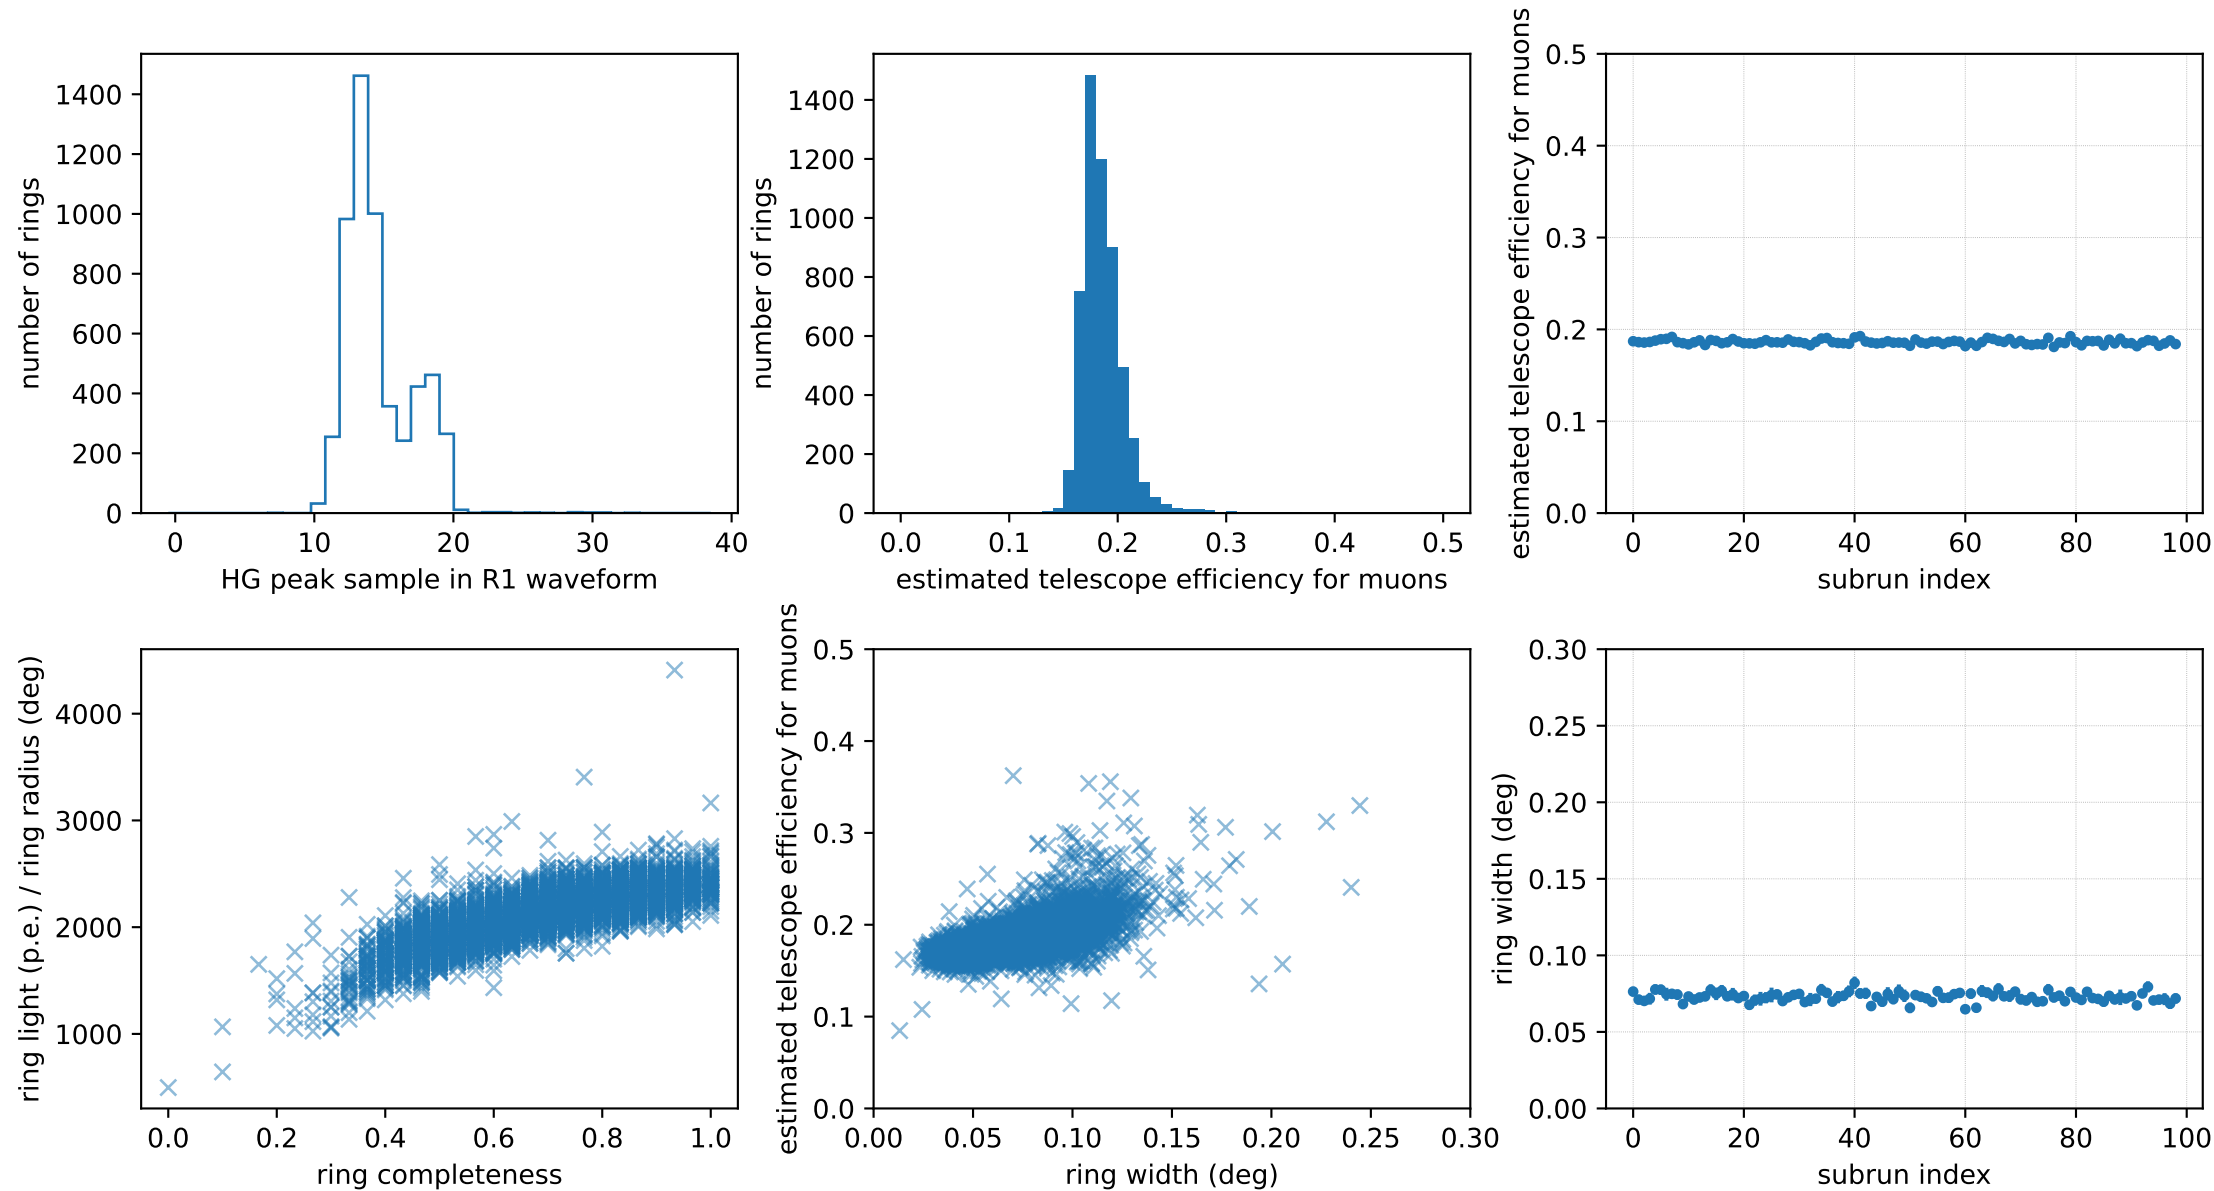 number of rings
1400
1200
1000
800
600
400
200
0
0 10 20 30 40
HG peak sample in R1 waveform
number of rings
1400
1200
1000
800
600
400
200
0
0.0 0.1 0.2 0.3 0.4 0.5
estimated telescope efficiency for muons
estimated telescope efficiency for muons
0.5
0.4
0.3
0.2
0.1
0.0
0 20 40 60 80 100
subrun index
ring light (p.e.) / ring radius (deg)
4000
3000
2000
1000
0.0 0.2 0.4 0.6 0.8 1.0
ring completeness
estimated telescope efficiency for muons
0.5
0.4
0.3
0.2
0.1
0.0
0.00 0.05 0.10 0.15 0.20 0.25 0.30
ring width (deg)
ring width (deg)
0.30
0.25
0.20
0.15
0.10
0.05
0.00
0 20 40 60 80 100
subrun index